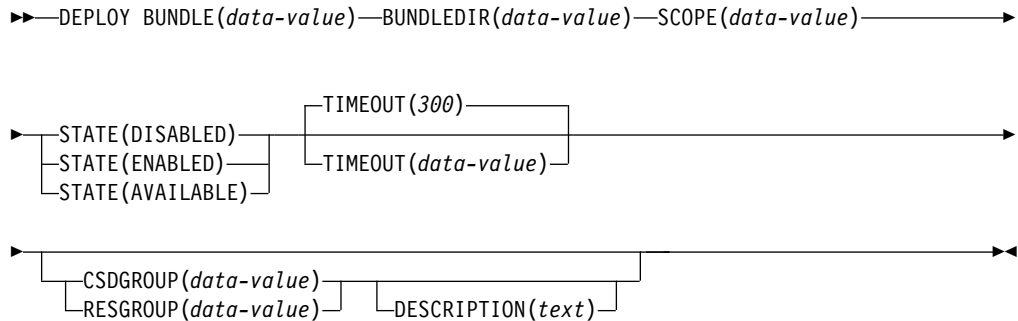 DEPLOY BUNDLE(data-value) BUNDLEDIR(data-value) SCOPE(data-value)
STATE(DISABLED)
STATE(ENABLED)
STATE(AVAILABLE)
TIMEOUT(300)
TIMEOUT(data-value)
CSDGROUP(data-value)
RESGROUP(data-value)
DESCRIPTION(text)